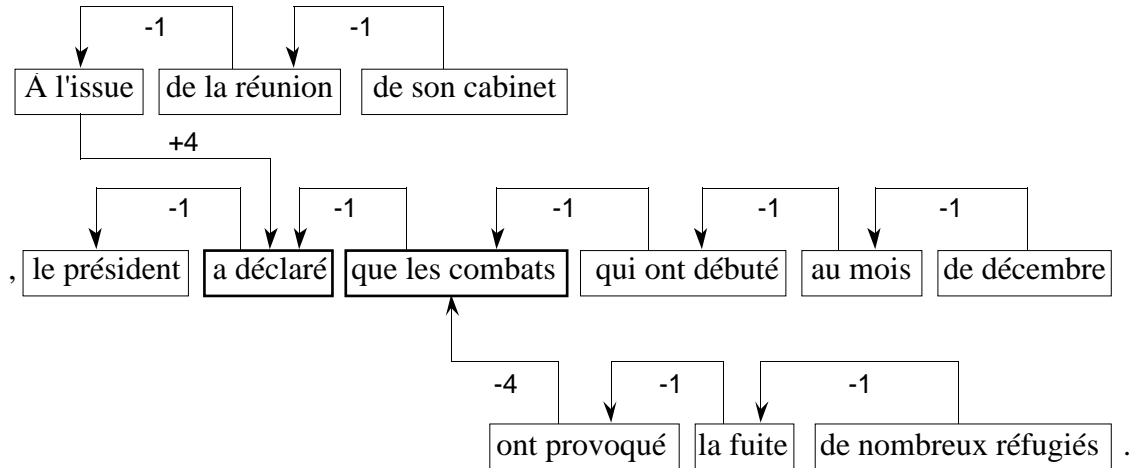 -1 -1
À l'issue de la réunion de son cabinet
+4
-1 -1 -1 -1 -1
, le président a déclaré que les combats qui ont débuté au mois de décembre
-4 -1 -1
ont provoqué la fuite de nombreux réfugiés .